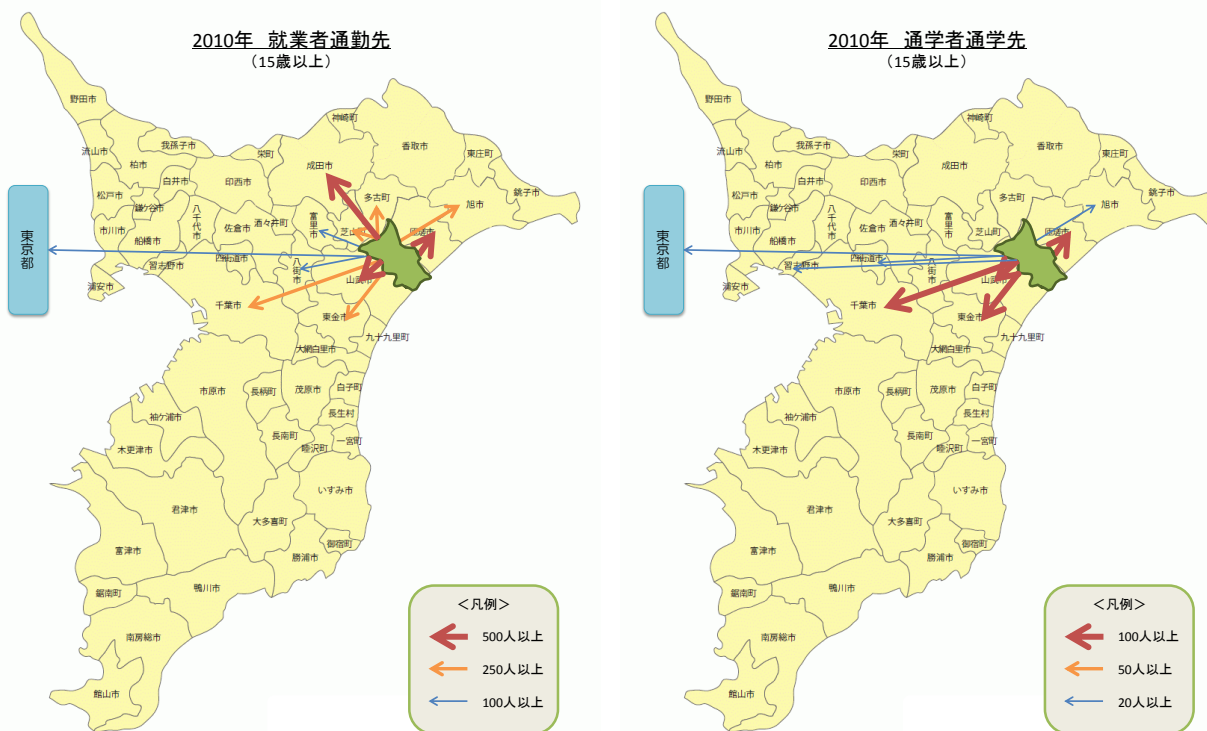 2010年 就業者通勤先
（15歳以上）
野田市
流山市
柏市
我孫子市
松戸市
鎌ケ谷市
白井市
印西市
栄町
成田市
神崎町
香取市
東庄町
銚子市
旭市
多古町
芝山町
匝瑳市
富里市
酒々井町
佐倉市
八千代市
市川市
船橋市
習志野市
四街道市
八街市
山武市
浦安市
千葉市
東金市
九十九里町
大網白里市
市原市
長柄町
茂原市
白子町
長生村
袖ケ浦市
木更津市
長南町
睦沢町
一宮町
いすみ市
君津市
大多喜町
御宿町
勝浦市
富津市
鴨川市
鋸南町
南房総市
館山市
東京都
＜凡例＞
500人以上
250人以上
100人以上
2010年 通学者通学先
（15歳以上）
野田市
流山市
柏市
我孫子市
松戸市
鎌ケ谷市
白井市
印西市
栄町
成田市
神崎町
香取市
東庄町
銚子市
旭市
多古町
芝山町
匝瑳市
富里市
酒々井町
佐倉市
八千代市
市川市
船橋市
習志野市
四街道市
八街市
山武市
浦安市
千葉市
東金市
九十九里町
大網白里市
市原市
長柄町
茂原市
白子町
長生村
袖ケ浦市
木更津市
長南町
睦沢町
一宮町
いすみ市
君津市
大多喜町
御宿町
勝浦市
富津市
鴨川市
鋸南町
南房総市
館山市
東京都
＜凡例＞
100人以上
50人以上
20人以上